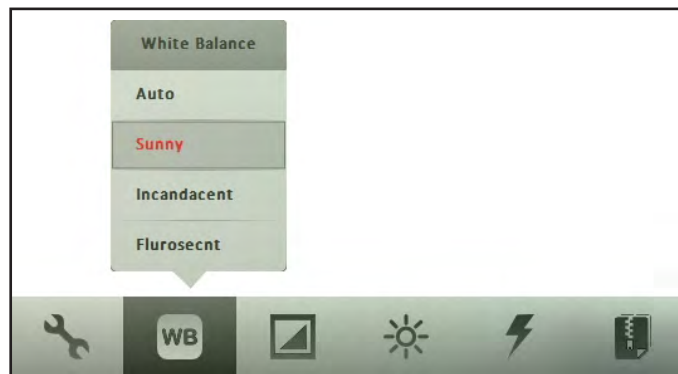 White Balance
Auto
Sunny
Incandacent
Flurosecnt
WB